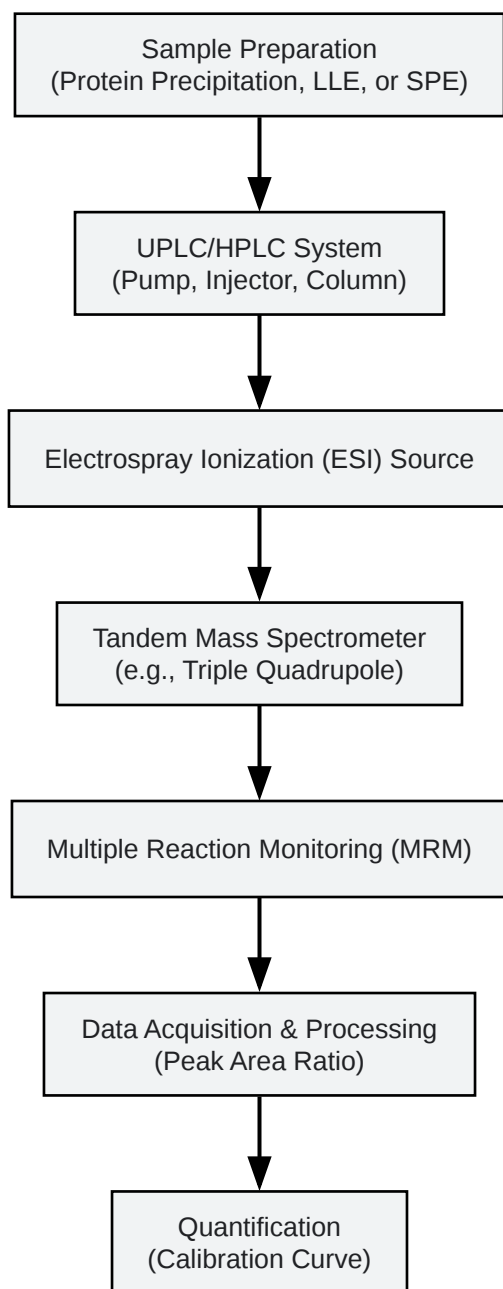 Sample Preparation
(Protein Precipitation, LLE, or SPE)
UPLC/HPLC System
(Pump, Injector, Column)
Electrospray Ionization (ESI) Source
Tandem Mass Spectrometer
(e.g., Triple Quadrupole)
Multiple Reaction Monitoring (MRM)
Data Acquisition & Processing
(Peak Area Ratio)
Quantification
(Calibration Curve)